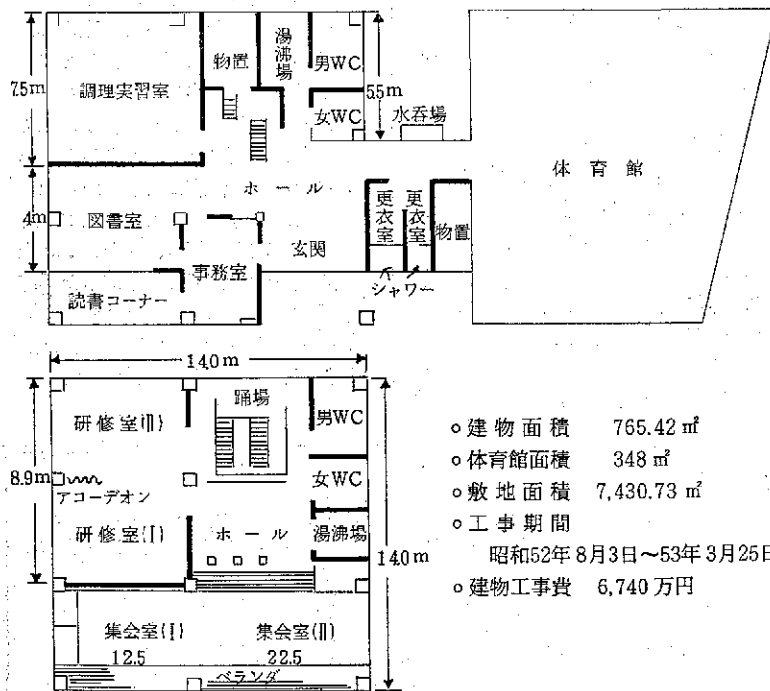 物置
湯沸場
男WC
7.5m
調理実習室
5.5m
女WC
水呑場
ホール
体育館
4m
図書室
更衣室
更衣室
物置
玄関
事務室
シャワー
読書コーナー
14.0m
踊場
研修室(Ⅱ)
男WC
8.9m
女WC
アコーデオン
研修室(Ⅰ)
ホール
湯沸場
14.0m
集会室(Ⅰ)
12.5
集会室(Ⅱ)
22.5
ベランダ
○建物面積 765.42㎡
○体育館面積 348㎡
○敷地面積 7,430.73㎡
○工事期間
昭和52年8月3日~53年3月25日
○建物工事費 6,740万円